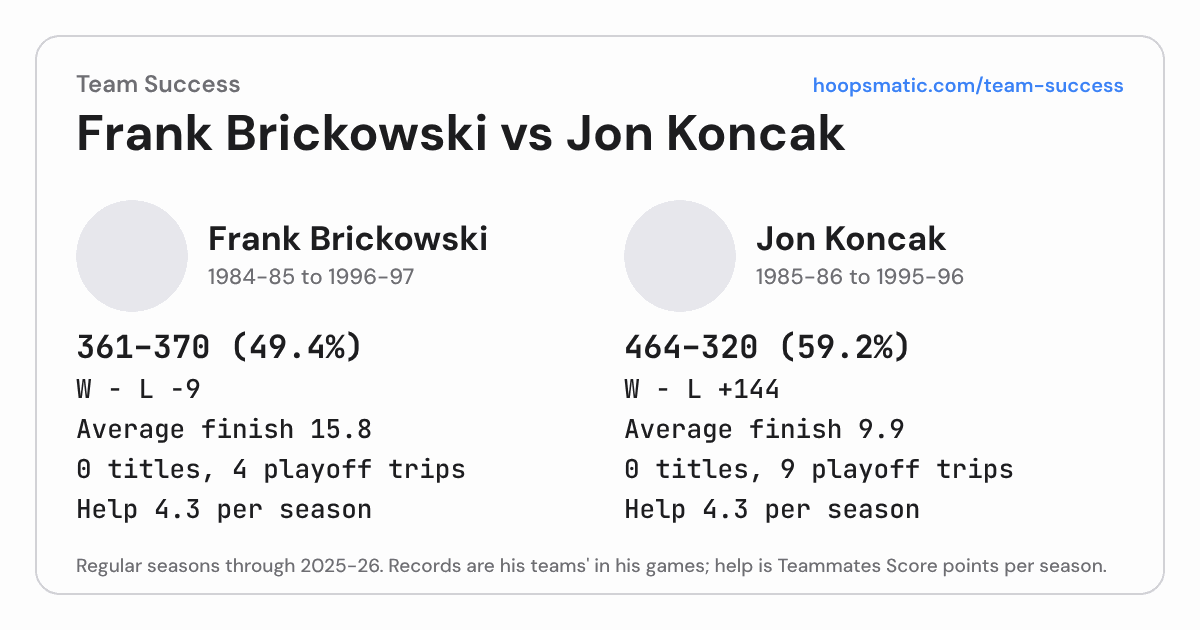 Team Success
hoopsmatic.com/team-success
Frank Brickowski vs Jon Koncak
Frank Brickowski
1984–85 to 1996–97
361–370 (49.4%)
W - L -9
Average finish 15.8
0 titles, 4 playoff trips
Help 4.3 per season
Jon Koncak
1985–86 to 1995–96
464–320 (59.2%)
W - L +144
Average finish 9.9
0 titles, 9 playoff trips
Help 4.3 per season
Regular seasons through 2025-26. Records are his teams' in his games; help is Teammates Score points per season.